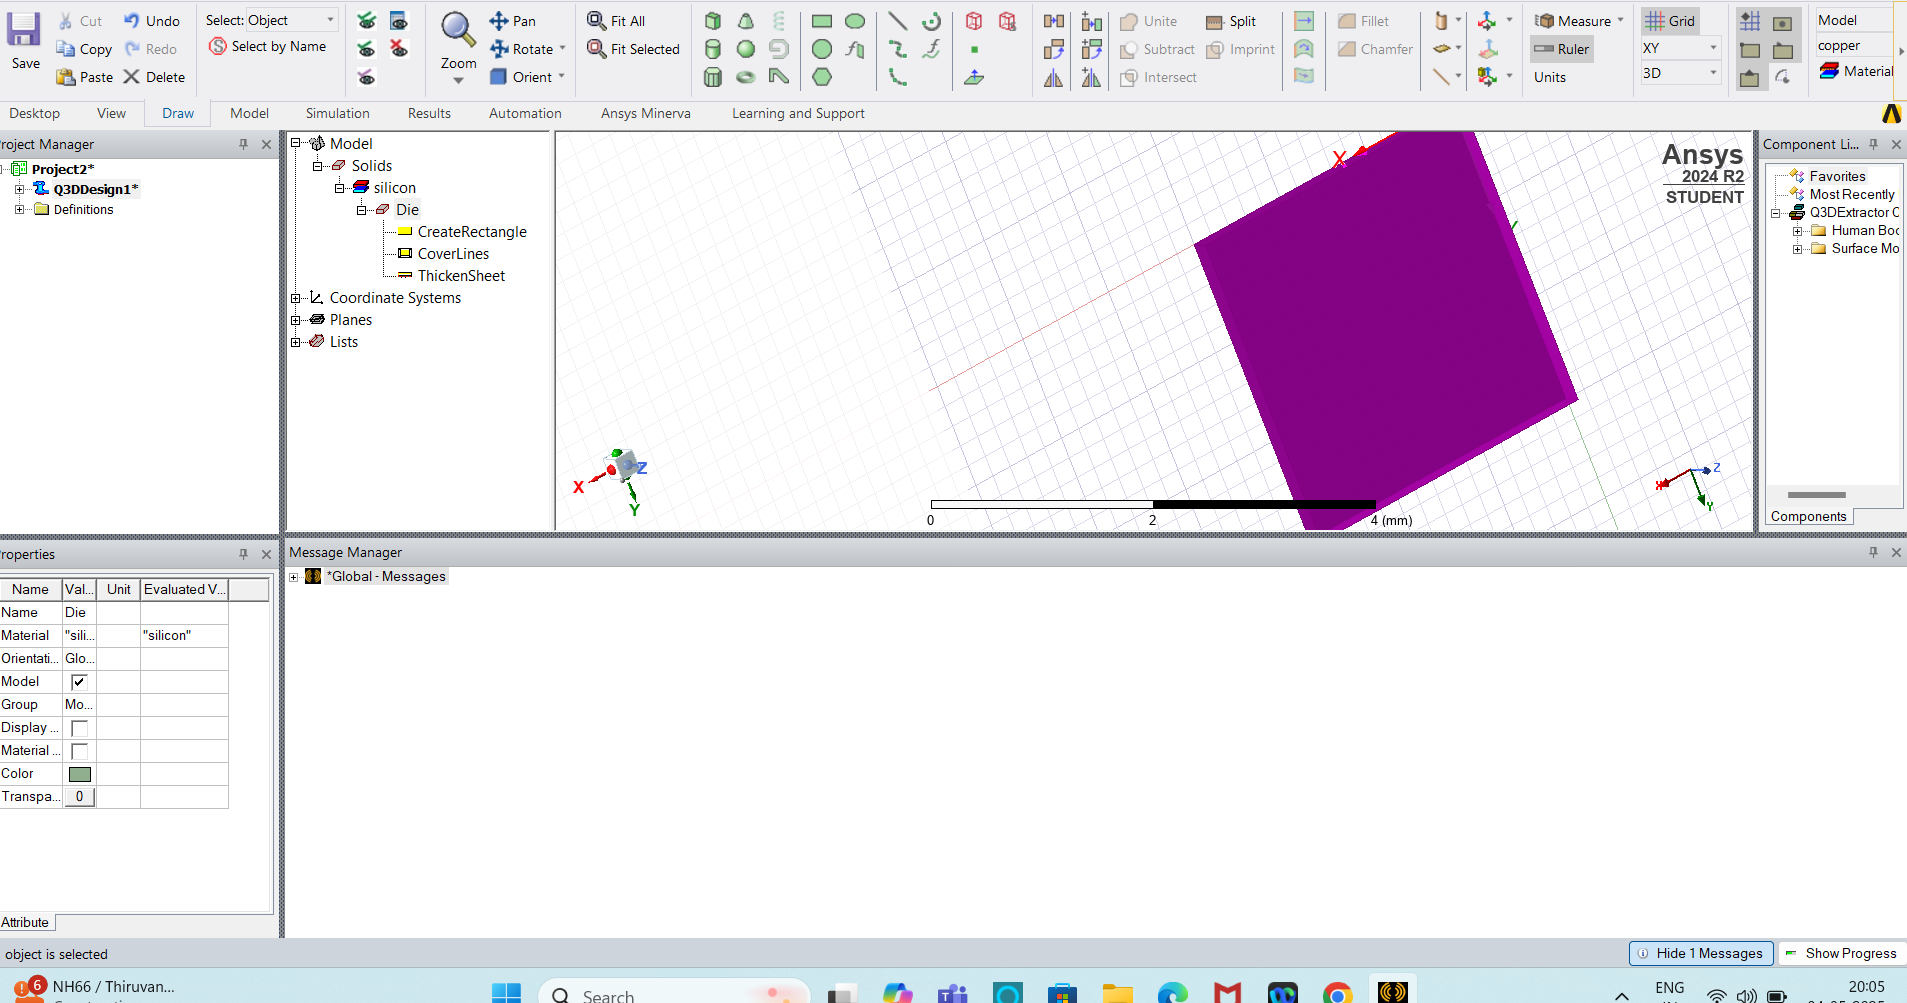 Save
Cut
Copy
Paste
Undo
Redo
Delete
Select: Object
Select by Name
Zoom
Pan
Rotate
Orient
Fit All
Fit Selected
Unite
Subtract
Intersect
Split
Imprint
Fillet
Chamfer
Measure
Ruler
Units
Grid
XY
3D
Model
copper
Material
Desktop View Draw Model Simulation Results Automation Ansys Minerva Learning and Support
roject Manager
Project2*
Q3DDesign1*
Definitions
Model
Solids
silicon
Die
CreateRectangle
CoverLines
ThickenSheet
Coordinate Systems
Planes
Lists
X
Y
Ansys
2024 R2
STUDENT
X
Y
Z
0 2 4 (mm)
X
Y
Z
Component Li...
Favorites
Most Recently
Q3DExtractor C
Human Boo
Surface Mo
Components
roperties
Name Val... Unit Evaluated V...
Name Die
Material "sili... "silicon"
Orientati... Glo...
Model
Group Mo...
Display ...
Material ...
Color
Transpa... 0
Attribute
Message Manager
*Global - Messages
object is selected
Hide 1 Messages
Show Progress
6
NH66 / Thiruvan...
Search
ENG
20:05